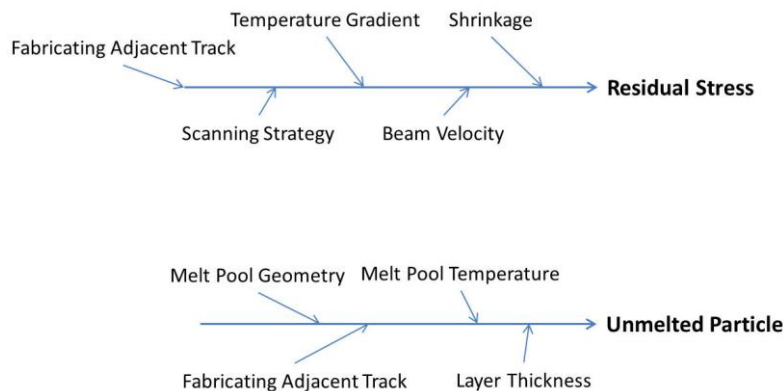 Temperature Gradient
Shrinkage
Fabricating Adjacent Track
Residual Stress
Scanning Strategy
Beam Velocity
Melt Pool Geometry
Melt Pool Temperature
Unmelted Particle
Fabricating Adjacent Track
Layer Thickness